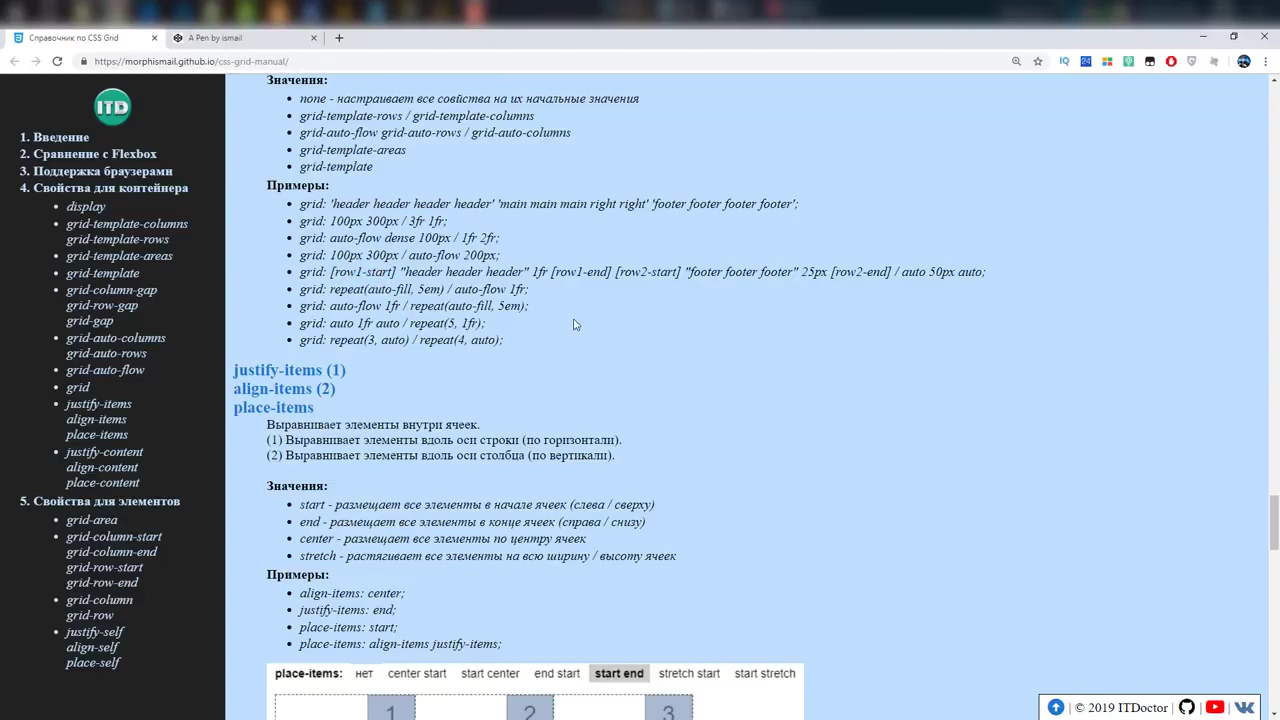 Справочник по CSS Grid
A Pen by ismail
https://morphismail.github.io/css-grid-manual/
IQ
24
ITD
1. Введение
2. Сравнение с Flexbox
3. Поддержка браузерами
4. Свойства для контейнера
display
grid-template-columns
grid-template-rows
grid-template-areas
grid-template
grid-column-gap
grid-row-gap
grid-gap
grid-auto-columns
grid-auto-rows
grid-auto-flow
grid
justify-items
align-items
place-items
justify-content
align-content
place-content
5. Свойства для элементов
grid-area
grid-column-start
grid-column-end
grid-row-start
grid-row-end
grid-column
grid-row
justify-self
align-self
place-self
Значения:
none - настраивает все совйства на их начальные значения
grid-template-rows / grid-template-columns
grid-auto-flow grid-auto-rows / grid-auto-columns
grid-template-areas
grid-template
Примеры:
grid: 'header header header header' 'main main main right right' 'footer footer footer footer';
grid: 100px 300px / 3fr 1fr;
grid: auto-flow dense 100px / 1fr 2fr;
grid: 100px 300px / auto-flow 200px;
grid: [row1-start] "header header header" 1fr [row1-end] [row2-start] "footer footer footer" 25px [row2-end] / auto 50px auto;
grid: repeat(auto-fill, 5em) / auto-flow 1fr;
grid: auto-flow 1fr / repeat(auto-fill, 5em);
grid: auto 1fr auto / repeat(5, 1fr);
grid: repeat(3, auto) / repeat(4, auto);
justify-items (1)
align-items (2)
place-items
Выравнивает элементы внутри ячеек.
(1) Выравнивает элементы вдоль оси строки (по горизонтали).
(2) Выравнивает элементы вдоль оси столбца (по вертикали).
Значения:
start - размещает все элементы в начале ячеек (слева / сверху)
end - размещает все элементы в конце ячеек (справа / снизу)
center - размещает все элементы по центру ячеек
stretch - растягивает все элементы на всю ширину / высоту ячеек
Примеры:
align-items: center;
justify-items: end;
place-items: start;
place-items: align-items justify-items;
place-items: нет center start start center end start start end stretch start start stretch
1 2 3
| © 2019 ITDoctor |